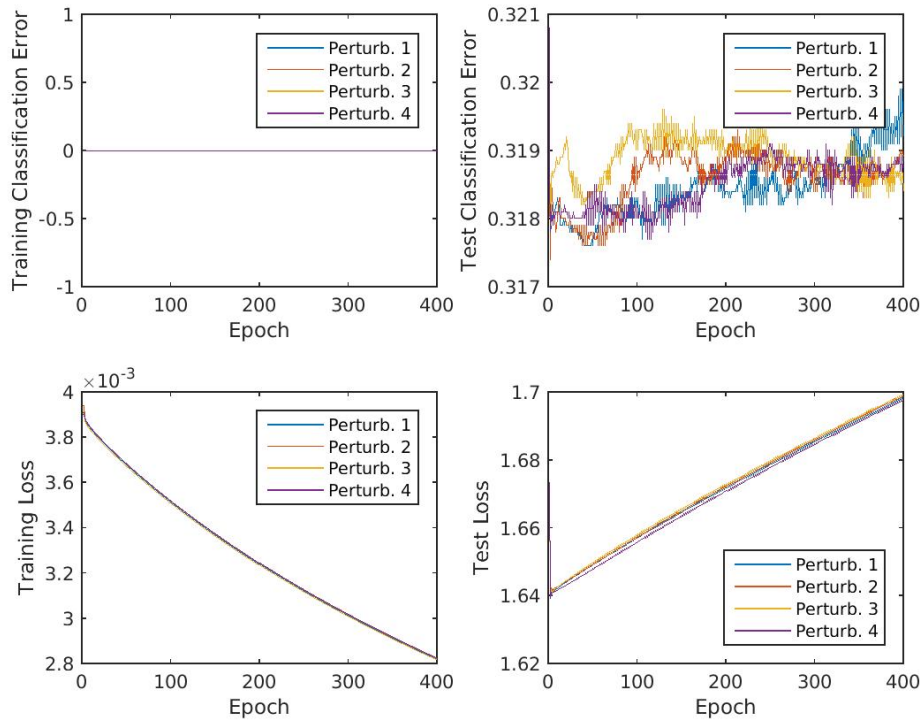 Training Classification Error
1
0.5
0
-0.5
-1
0 100 200 300 400
Epoch
Perturb. 1
Perturb. 2
Perturb. 3
Perturb. 4
Test Classification Error
0.321
0.32
0.319
0.318
0.317
0 100 200 300 400
Epoch
Perturb. 1
Perturb. 2
Perturb. 3
Perturb. 4
Training Loss
×10⁻³
4
3.8
3.6
3.4
3.2
3
2.8
0 100 200 300 400
Epoch
Perturb. 1
Perturb. 2
Perturb. 3
Perturb. 4
Test Loss
1.7
1.68
1.66
1.64
1.62
0 100 200 300 400
Epoch
Perturb. 1
Perturb. 2
Perturb. 3
Perturb. 4